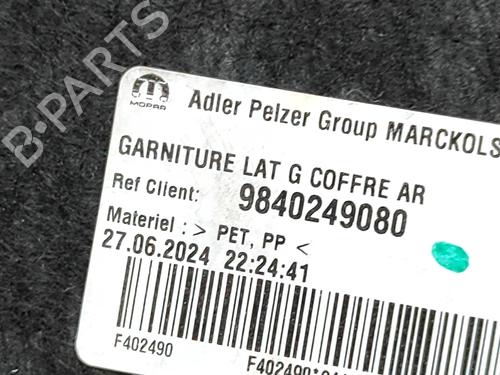 B-PARTS
MOPAR
Adler Pelzer Group MARCKOLS
GARNITURE LAT G COFFRE AR
Ref Client: 9840249080
Materiel : > PET, PP <
27.06.2024 22:24:41
F402490